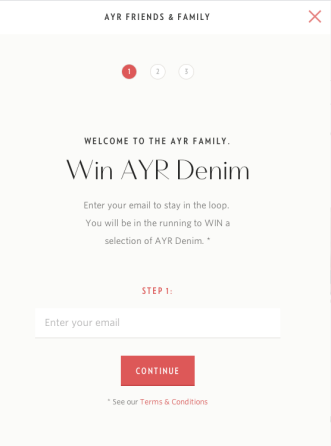 AYR FRIENDS & FAMILY
1 2 3
WELCOME TO THE AYR FAMILY.
Win AYR Denim
Enter your email to stay in the loop.
You will be in the running to WIN a
selection of AYR Denim. *
STEP 1:
Enter your email
CONTINUE
* See our Terms & Conditions